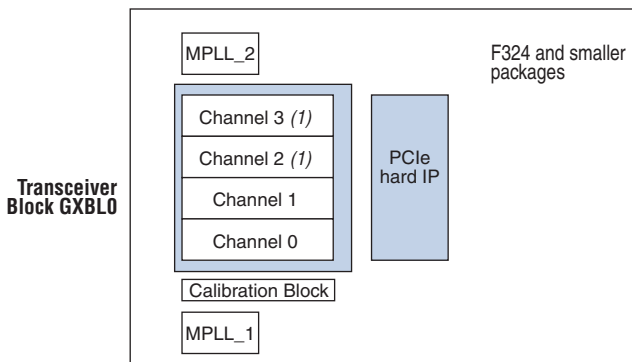 MPLL_2
F324 and smaller
packages
Channel 3 (1)
Channel 2 (1)
Channel 1
Channel 0
PCIe
hard IP
Transceiver
Block GXBL0
Calibration Block
MPLL_1